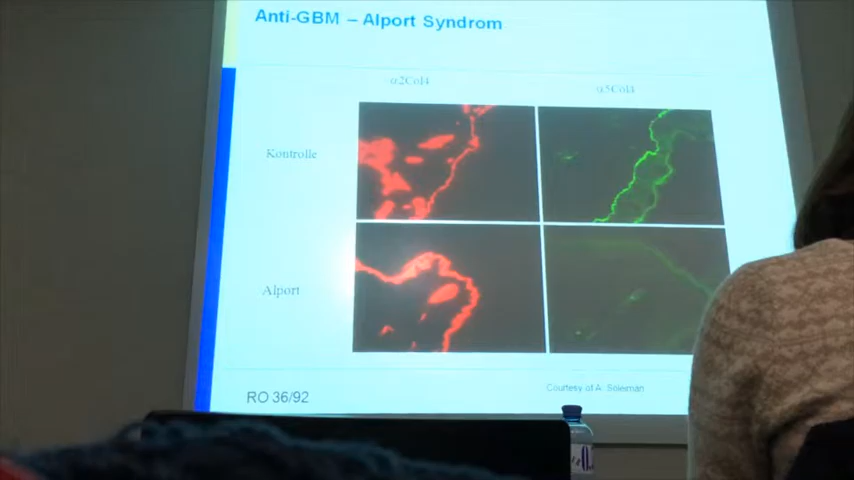 Anti-GBM – Alport Syndrom
α2Col4 α5Col4
Kontrolle
Alport
RO 36/92
Courtesy of A. Soleiman